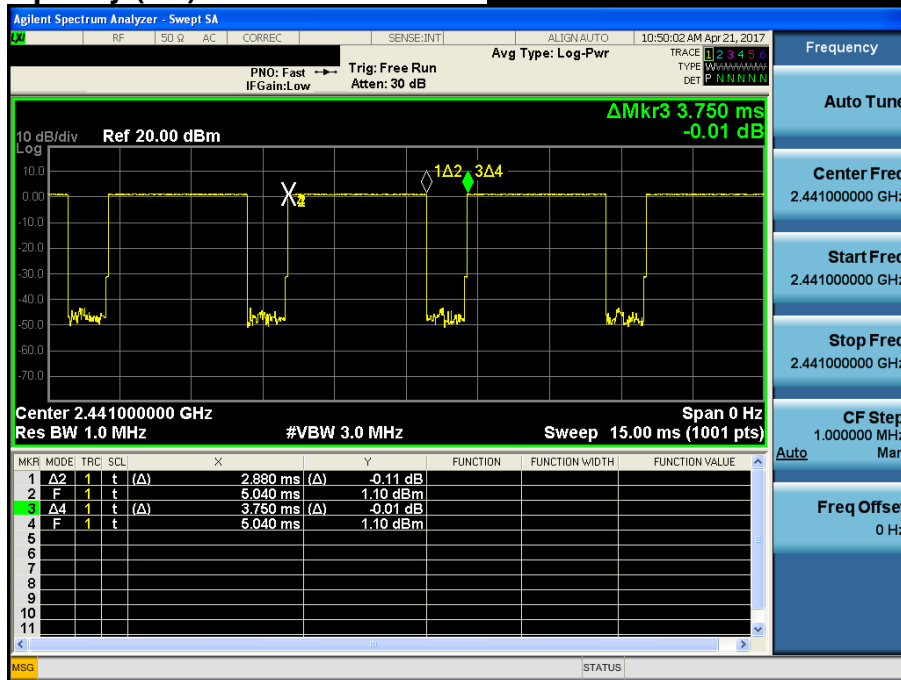 Agilent Spectrum Analyzer - Swept SA
LXI RF 50 Ω AC CORREC SENSE:INT ALIGN AUTO 10:50:02 AM Apr 21, 2017
Avg Type: Log-Pwr TRACE 1 2 3 4 5 6
PNO: Fast Trig: Free Run TYPE WWWWWW
IFGain:Low Atten: 30 dB DET P N N N N N
ΔMkr3 3.750 ms
-0.01 dB
10 dB/div Ref 20.00 dBm
Log
10.0
0.00
-10.0
-20.0
-30.0
-40.0
-50.0
-60.0
-70.0
1Δ2 3Δ4
Center 2.441000000 GHz Span 0 Hz
Res BW 1.0 MHz #VBW 3.0 MHz Sweep 15.00 ms (1001 pts)
MKR MODE TRC SCL X Y FUNCTION FUNCTION WIDTH FUNCTION VALUE
1 Δ2 1 t (Δ) 2.880 ms (Δ) -0.11 dB
2 F 1 t 5.040 ms 1.10 dBm
3 Δ4 1 t (Δ) 3.750 ms (Δ) -0.01 dB
4 F 1 t 5.040 ms 1.10 dBm
5
6
7
8
9
10
11
MSG STATUS
Frequency
Auto Tune
Center Freq
2.441000000 GHz
Start Freq
2.441000000 GHz
Stop Freq
2.441000000 GHz
CF Step
1.000000 MHz
Auto Man
Freq Offset
0 Hz